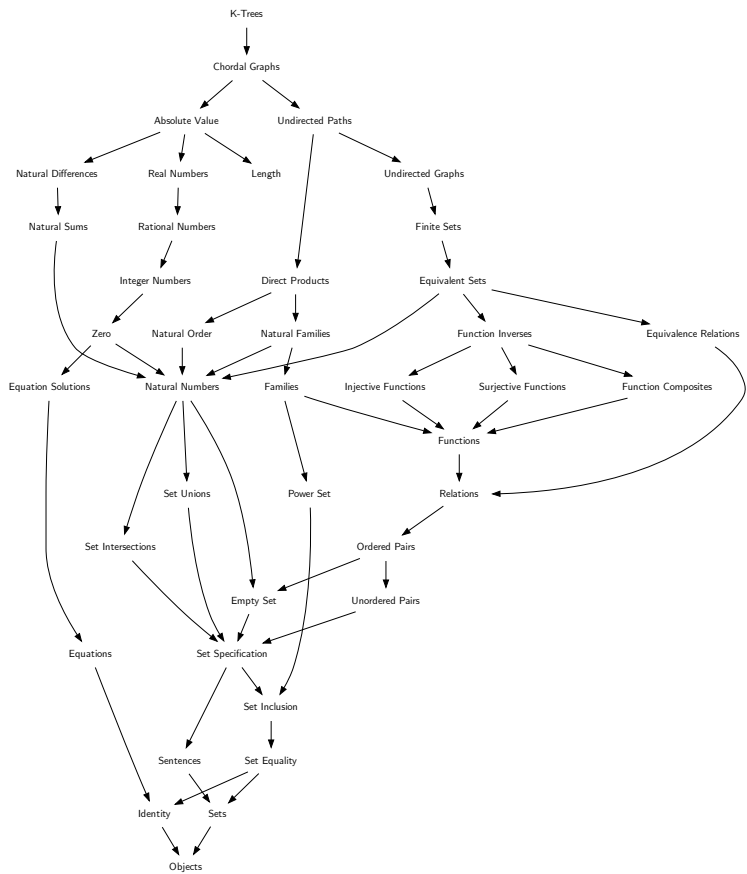 K-Trees
Chordal Graphs
Absolute Value
Undirected Paths
Natural Differences
Real Numbers
Length
Undirected Graphs
Natural Sums
Rational Numbers
Finite Sets
Integer Numbers
Direct Products
Equivalent Sets
Zero
Natural Order
Natural Families
Function Inverses
Equivalence Relations
Equation Solutions
Natural Numbers
Families
Injective Functions
Surjective Functions
Function Composites
Functions
Set Unions
Power Set
Relations
Set Intersections
Ordered Pairs
Empty Set
Unordered Pairs
Equations
Set Specification
Set Inclusion
Sentences
Set Equality
Identity
Sets
Objects